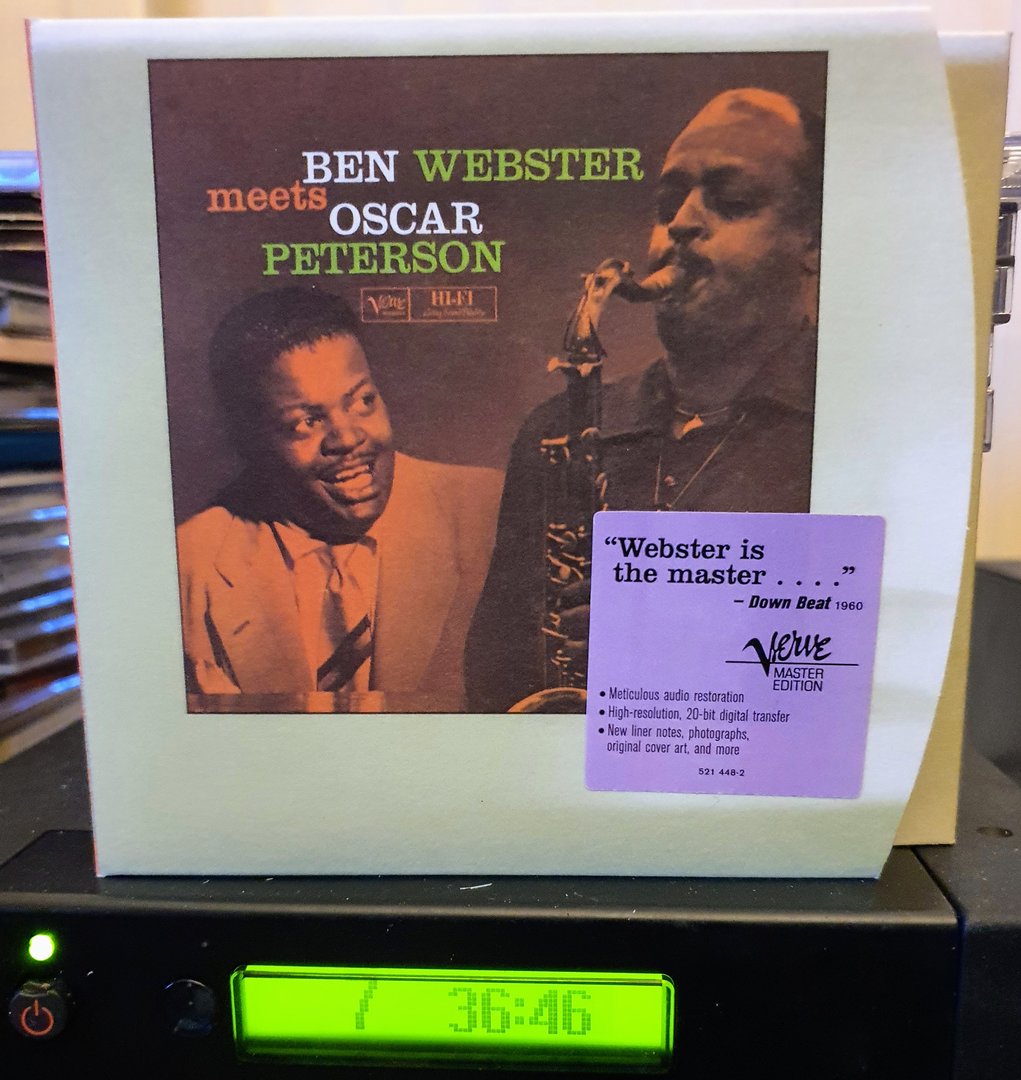 BEN WEBSTER
meets
OSCAR
PETERSON
Verve HI-FI
"Webster is
the master . . . ."
– Down Beat 1960
Verve
MASTER
EDITION
• Meticulous audio restoration
• High-resolution, 20-bit digital transfer
• New liner notes, photographs,
original cover art, and more
521 448-2
7 36:46